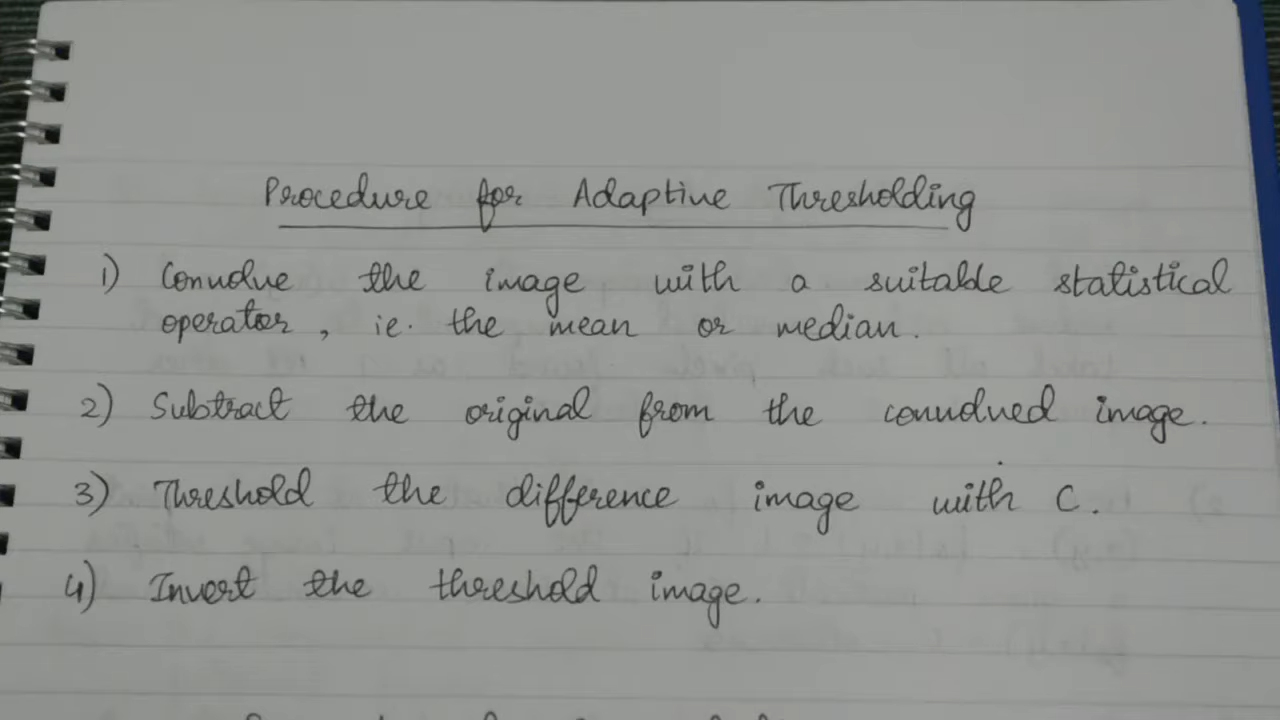 Procedure for Adaptive Thresholding
1) Convolve the image with a suitable statistical
operator, ie. the mean or median.
2) Subtract the original from the convolved image.
3) Threshold the difference image with C.
4) Invert the threshold image.